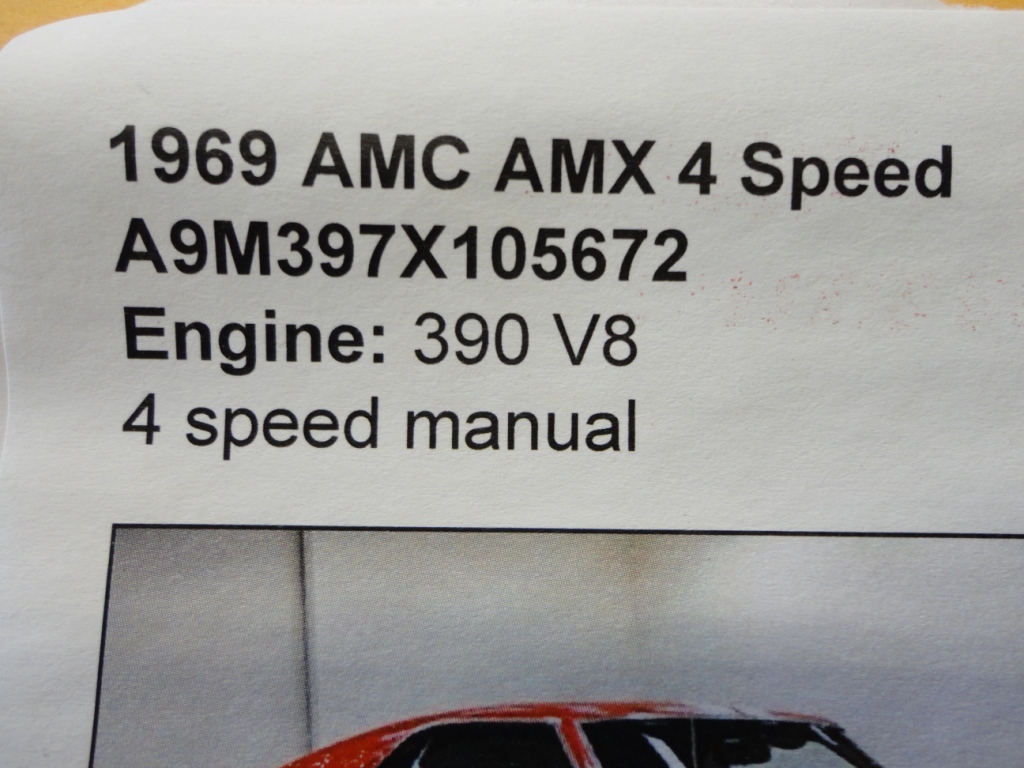 1969 AMC AMX 4 Speed
A9M397X105672
Engine: 390 V8
4 speed manual